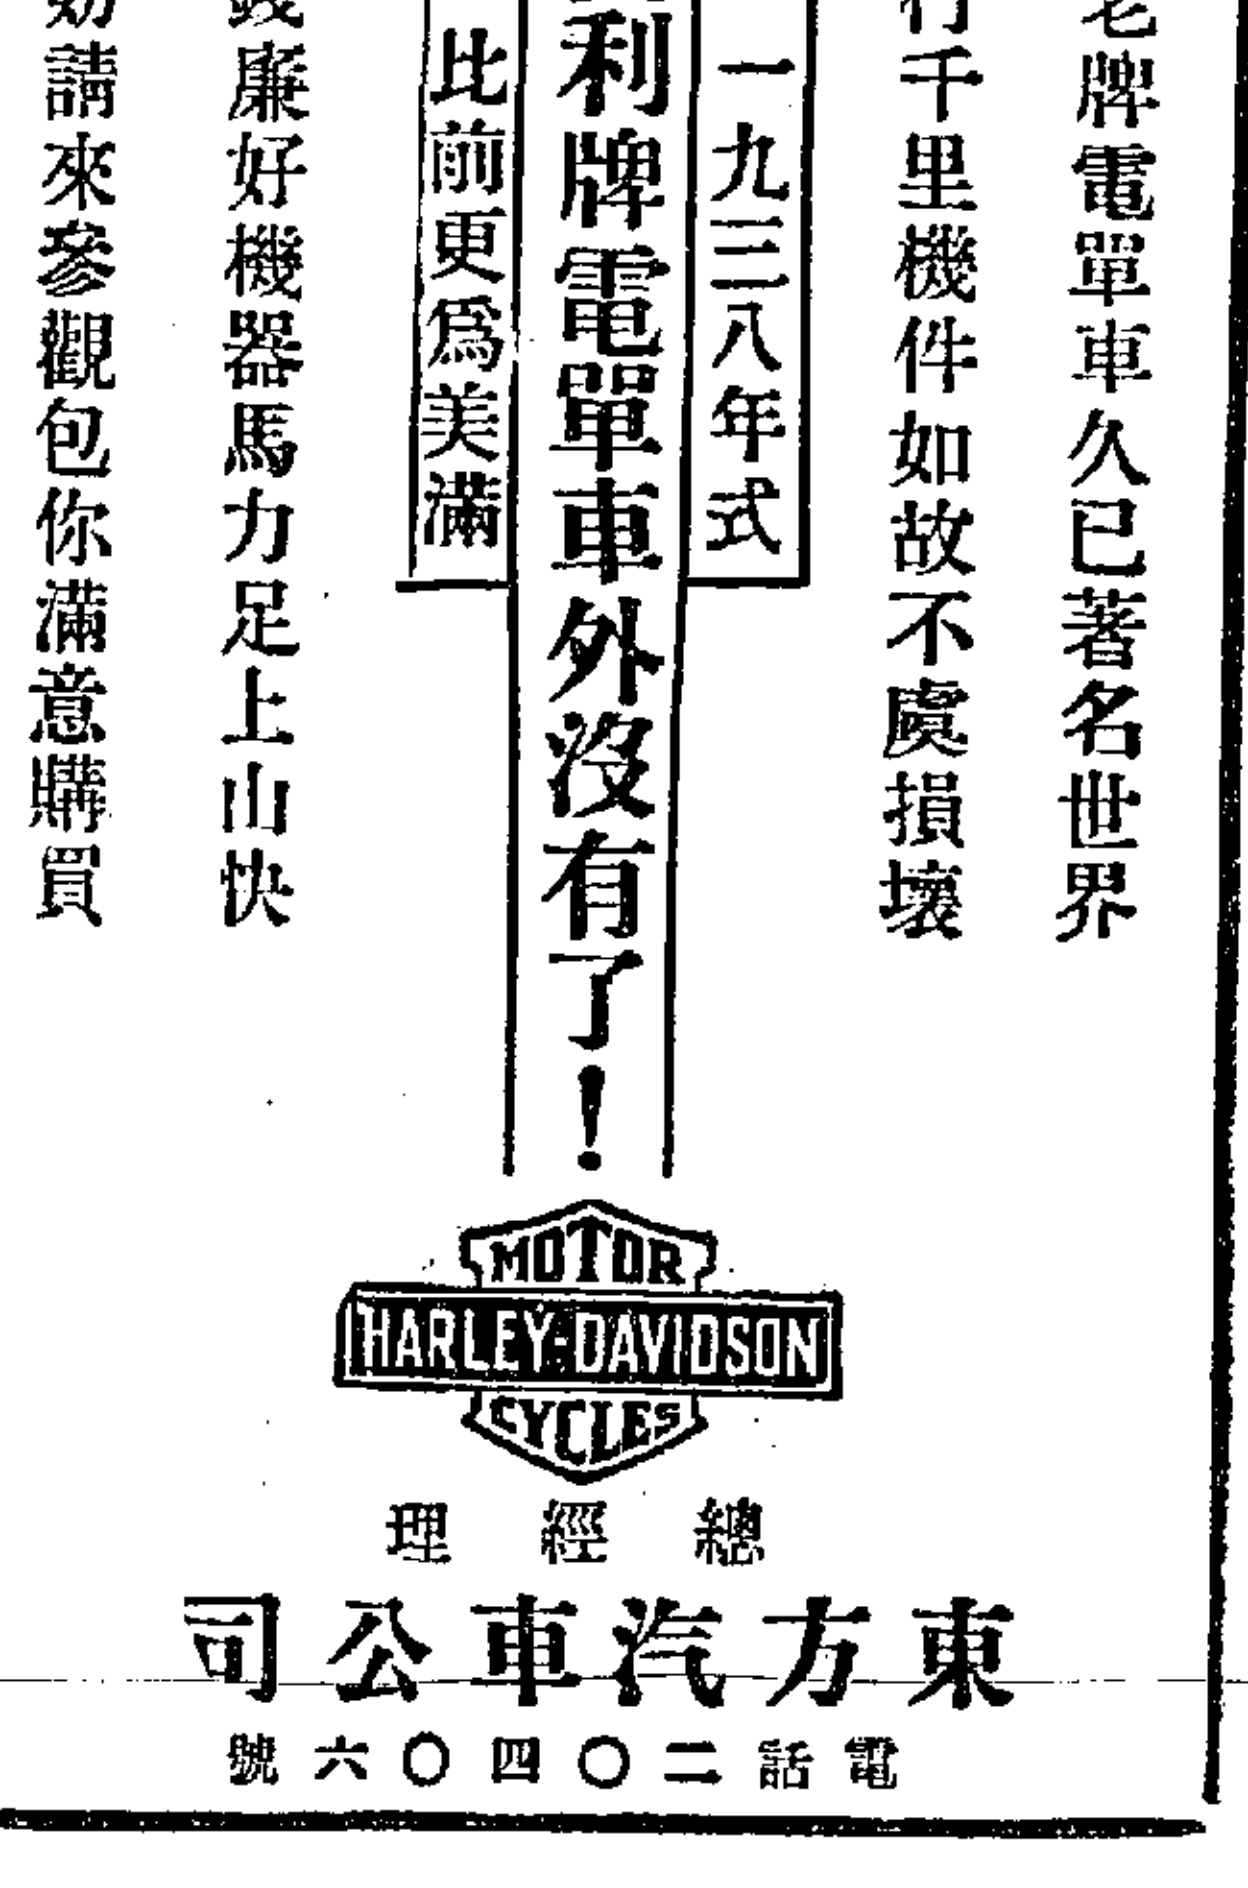 老牌電單車久已著名世界
行千里機件如故不虞損壞
一九三八年式
利牌電單車外沒有了！
比前更為美滿
錢廉好機器馬力足上山快
請來參觀包你滿意購買
MOTOR
HARLEY-DAVIDSON
CYCLES
總經理
東方汽車公司
電話二〇四〇六號